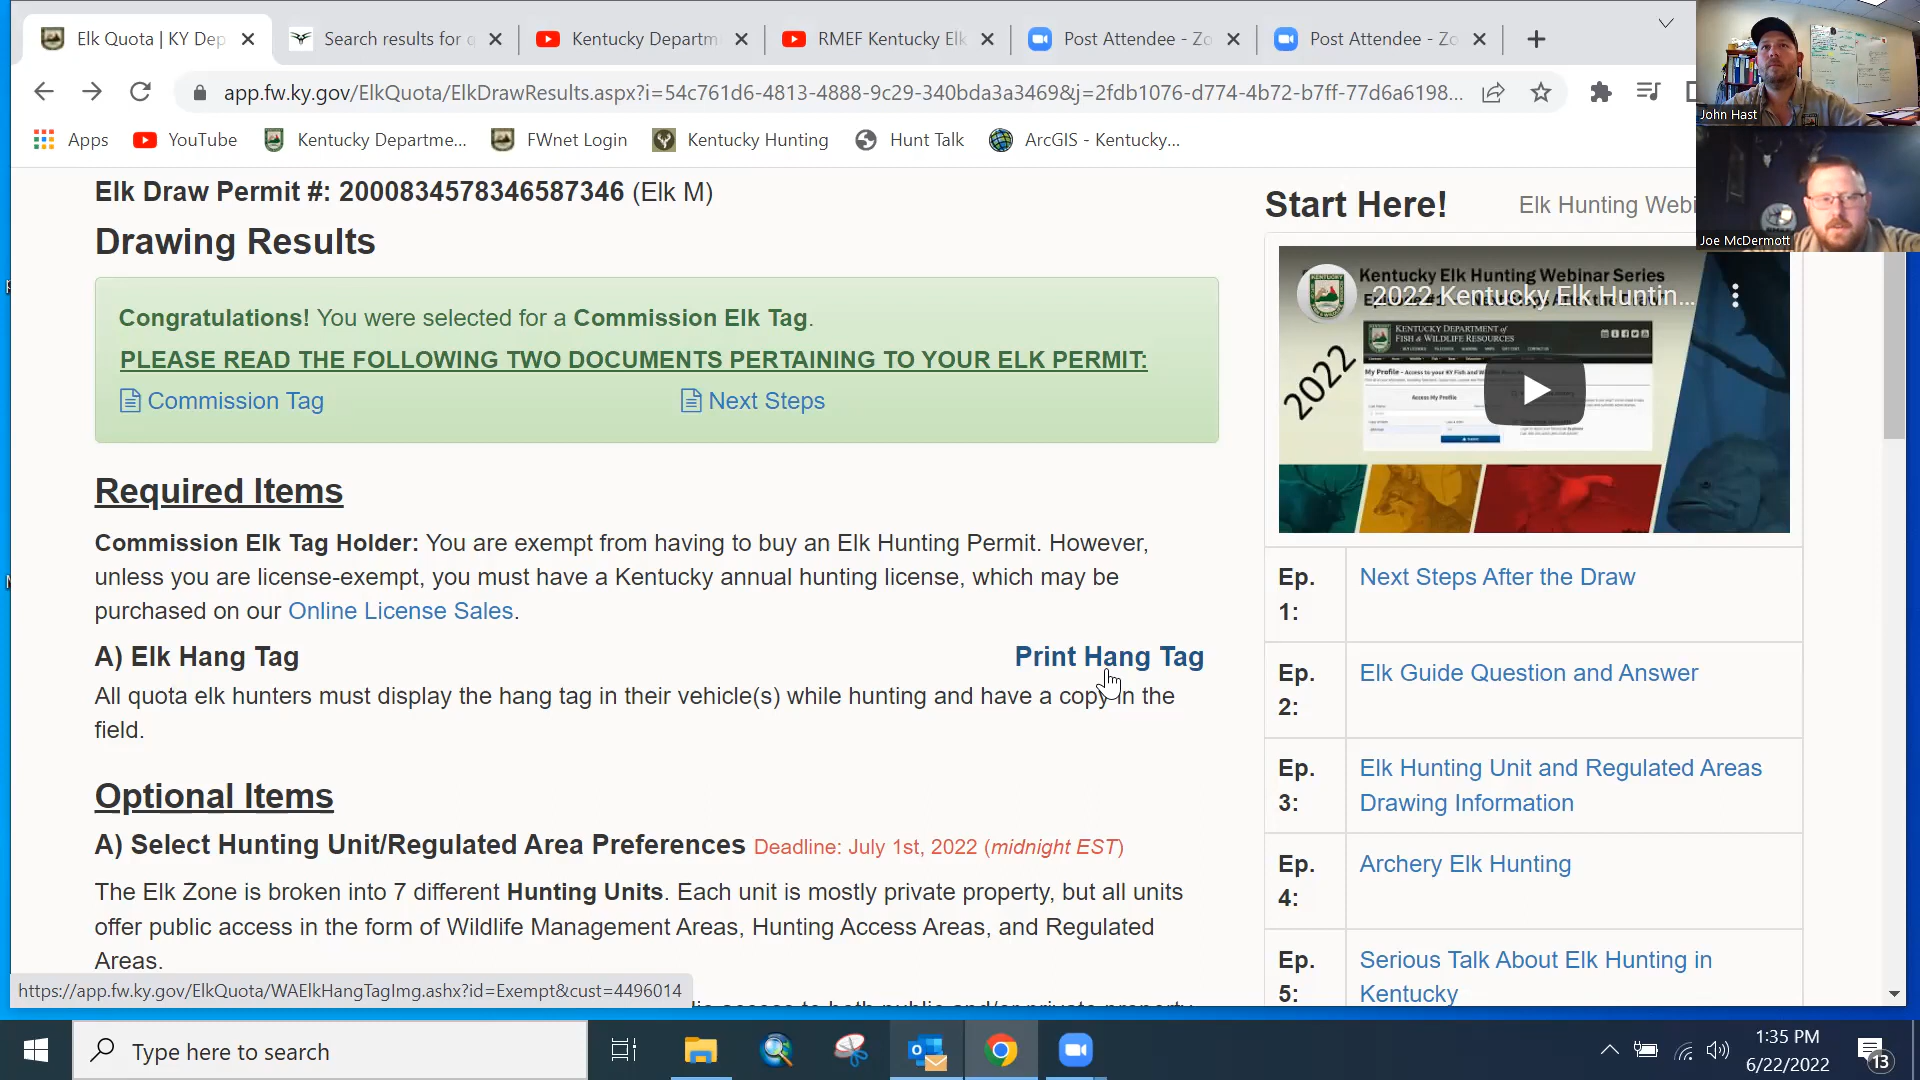 Elk Quota | KY Dep
Search results for
Kentucky Departm
RMEF Kentucky Elk
Post Attendee - Zo
Post Attendee - Zo
app.fw.ky.gov/ElkQuota/ElkDrawResults.aspx?i=54c761d6-4813-4888-9c29-340bda3a3469&j=2fdb1076-d774-4b72-b7ff-77d6a6198...
Apps
YouTube
Kentucky Departme...
FWnet Login
Kentucky Hunting
Hunt Talk
ArcGIS - Kentucky...
John Hast
Joe McDermott
Elk Draw Permit #: 2000834578346587346 (Elk M)
Drawing Results
Congratulations! You were selected for a Commission Elk Tag.
PLEASE READ THE FOLLOWING TWO DOCUMENTS PERTAINING TO YOUR ELK PERMIT:
Commission Tag
Next Steps
Required Items
Commission Elk Tag Holder: You are exempt from having to buy an Elk Hunting Permit. However,
unless you are license-exempt, you must have a Kentucky annual hunting license, which may be
purchased on our Online License Sales.
A) Elk Hang Tag
Print Hang Tag
All quota elk hunters must display the hang tag in their vehicle(s) while hunting and have a copy in the
field.
Optional Items
A) Select Hunting Unit/Regulated Area Preferences Deadline: July 1st, 2022 (midnight EST)
The Elk Zone is broken into 7 different Hunting Units. Each unit is mostly private property, but all units
offer public access in the form of Wildlife Management Areas, Hunting Access Areas, and Regulated
Areas.
https://app.fw.ky.gov/ElkQuota/WAElkHangTagImg.ashx?id=Exempt&cust=4496014
access to both public and/or private property
Start Here!
Elk Hunting Webi
Kentucky Elk Hunting Webinar Series
2022 Kentucky Elk Huntin...
2022
KENTUCKY DEPARTMENT OF
FISH & WILDLIFE RESOURCES
Access My Profile
Ep. 1:
Next Steps After the Draw
Ep. 2:
Elk Guide Question and Answer
Ep. 3:
Elk Hunting Unit and Regulated Areas
Drawing Information
Ep. 4:
Archery Elk Hunting
Ep. 5:
Serious Talk About Elk Hunting in
Kentucky
Type here to search
1:35 PM
6/22/2022
13